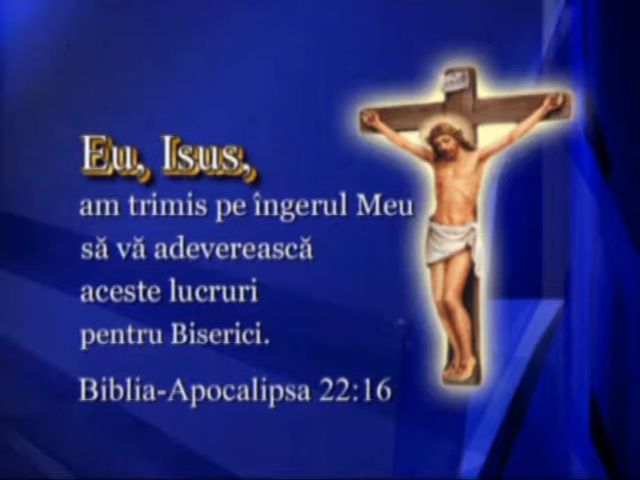 Eu, Isus,
am trimis pe îngerul Meu
să vă adeverească
aceste lucruri
pentru Biserici.
Biblia-Apocalipsa 22:16